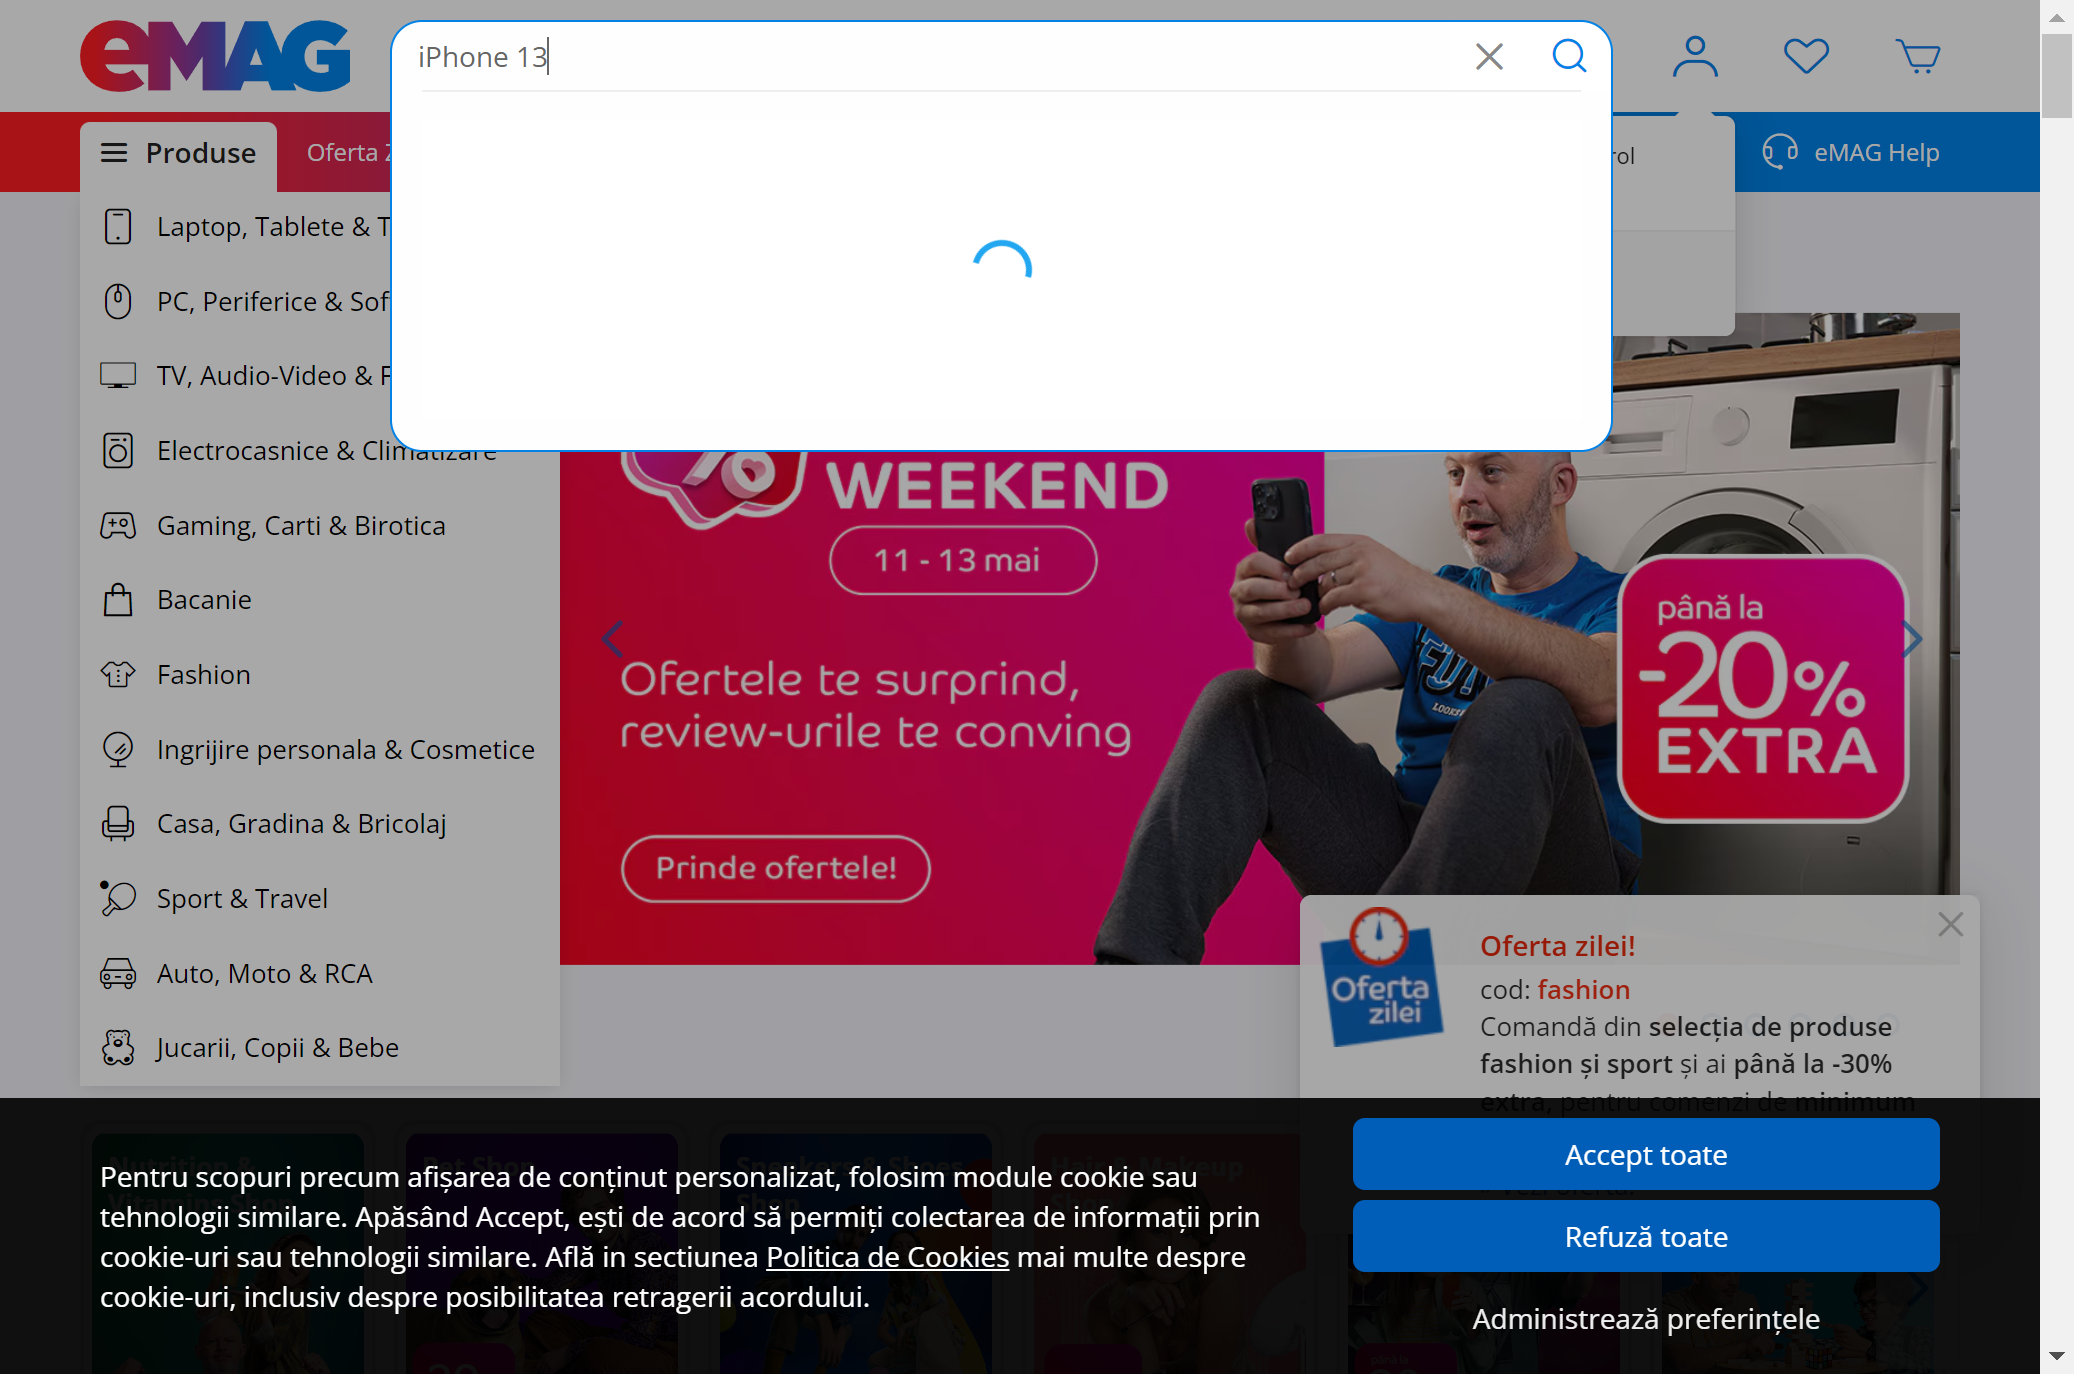 eMAG
iPhone 13
Produse
Oferta Z
rol
eMAG Help
Laptop, Tablete & T
PC, Periferice & Sof
TV, Audio-Video & F
Electrocasnice & Climatizare
Gaming, Carti & Birotica
Bacanie
Fashion
Ingrijire personala & Cosmetice
Casa, Gradina & Bricolaj
Sport & Travel
Auto, Moto & RCA
Jucarii, Copii & Bebe
WEEKEND
11 - 13 mai
Ofertele te surprind,
review-urile te conving
Prinde ofertele!
până la
-20%
EXTRA
Oferta
zilei
Oferta zilei!
cod: fashion
Comandă din selecția de produse
fashion și sport și ai până la -30%
extra, pentru comenzi de minimum
Pentru scopuri precum afișarea de conținut personalizat, folosim module cookie sau
tehnologii similare. Apăsând Accept, ești de acord să permiți colectarea de informații prin
cookie-uri sau tehnologii similare. Află in sectiunea Politica de Cookies mai multe despre
cookie-uri, inclusiv despre posibilitatea retragerii acordului.
Accept toate
Refuză toate
Administrează preferințele